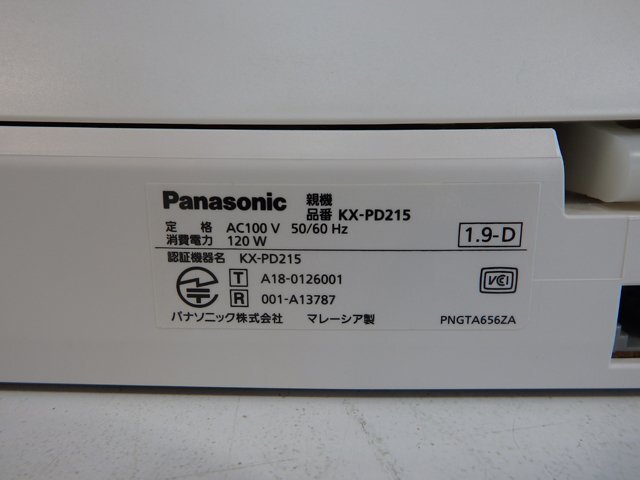 Panasonic 親機
品番 KX-PD215
定 格 AC100 V 50/60 Hz
消費電力 120 W
1.9-D
認証機器名 KX-PD215
T A18-0126001
R 001-A13787
VCI
パナソニック株式会社 マレーシア製 PNGTA656ZA